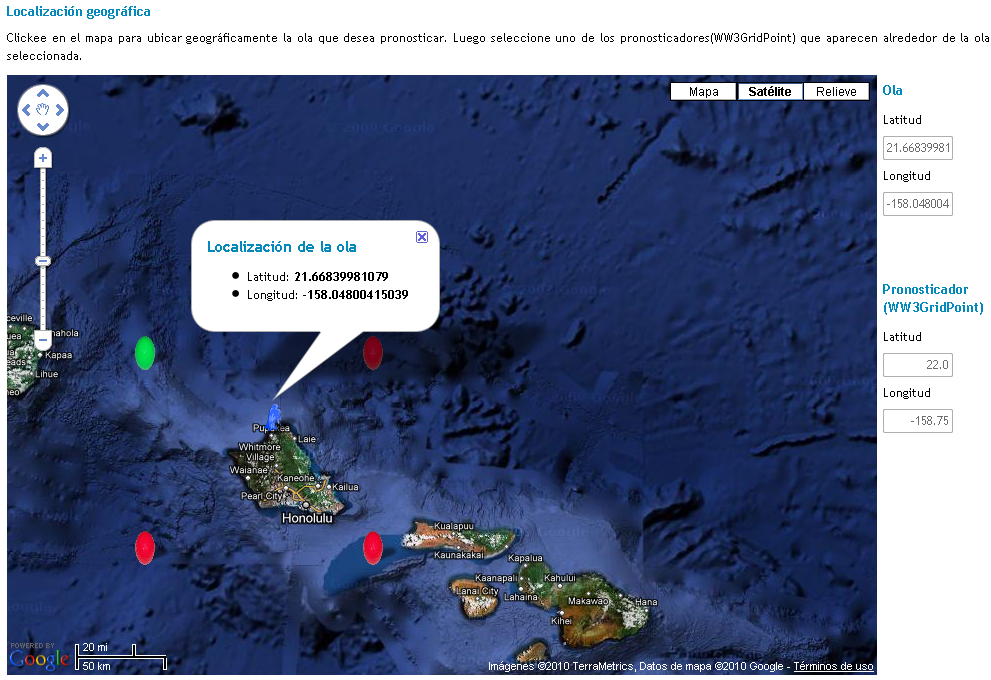 Localización geográfica
Clickee en el mapa para ubicar geográficamente la ola que desea pronosticar. Luego seleccione uno de los pronosticadores(WW3GridPoint) que aparecen alrededor de la ola
seleccionada.
Mapa
Satélite
Relieve
Ola
Latitud
21.66839981
Longitud
-158.048004
Localización de la ola
Latitud: 21.66839981079
Longitud: -158.04800415039
Pronosticador
(WW3GridPoint)
Latitud
22.0
Longitud
-158.75
ceville
Kapaa
Lihue
Laie
Whitmore
Village
Waianae
Kaneohe
Kailua
Pearl City
Honolulu
Kualapuu
Kaunakakai
Kapalua
Kaanapali
Kahului
Lanai City
Lahaina
Makawao
Hana
Kihei
POWERED BY
Google
20 mi
50 km
Imágenes ©2010 TerraMetrics, Datos de mapa ©2010 Google - Términos de uso